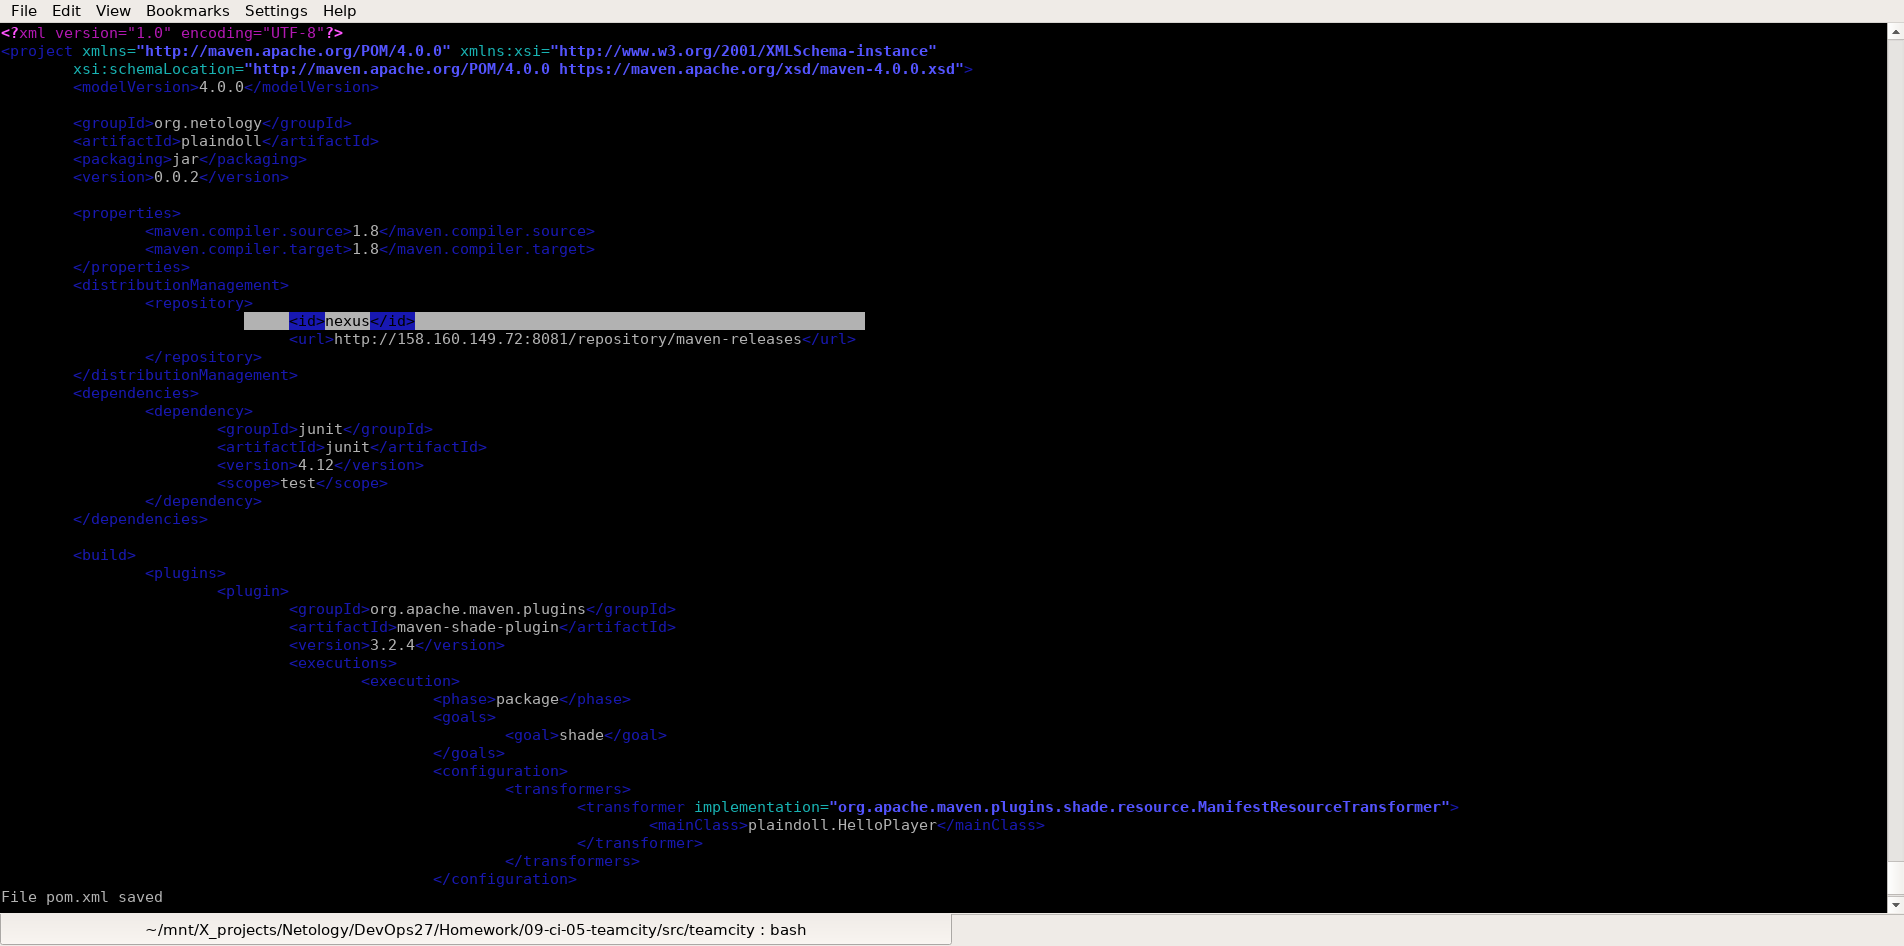 File Edit View Bookmarks Settings Help
<?xml version="1.0" encoding="UTF-8"?>
<project xmlns="http://maven.apache.org/POM/4.0.0" xmlns:xsi="http://www.w3.org/2001/XMLSchema-instance"
xsi:schemaLocation="http://maven.apache.org/POM/4.0.0 https://maven.apache.org/xsd/maven-4.0.0.xsd">
<modelVersion>4.0.0</modelVersion>
<groupId>org.netology</groupId>
<artifactId>plaindoll</artifactId>
<packaging>jar</packaging>
<version>0.0.2</version>
<properties>
<maven.compiler.source>1.8</maven.compiler.source>
<maven.compiler.target>1.8</maven.compiler.target>
</properties>
<distributionManagement>
<repository>
<id>nexus</id>
<url>http://158.160.149.72:8081/repository/maven-releases</url>
</repository>
</distributionManagement>
<dependencies>
<dependency>
<groupId>junit</groupId>
<artifactId>junit</artifactId>
<version>4.12</version>
<scope>test</scope>
</dependency>
</dependencies>
<build>
<plugins>
<plugin>
<groupId>org.apache.maven.plugins</groupId>
<artifactId>maven-shade-plugin</artifactId>
<version>3.2.4</version>
<executions>
<execution>
<phase>package</phase>
<goals>
<goal>shade</goal>
</goals>
<configuration>
<transformers>
<transformer implementation="org.apache.maven.plugins.shade.resource.ManifestResourceTransformer">
<mainClass>plaindoll.HelloPlayer</mainClass>
</transformer>
</transformers>
</configuration>
File pom.xml saved
~/mnt/X_projects/Netology/DevOps27/Homework/09-ci-05-teamcity/src/teamcity : bash